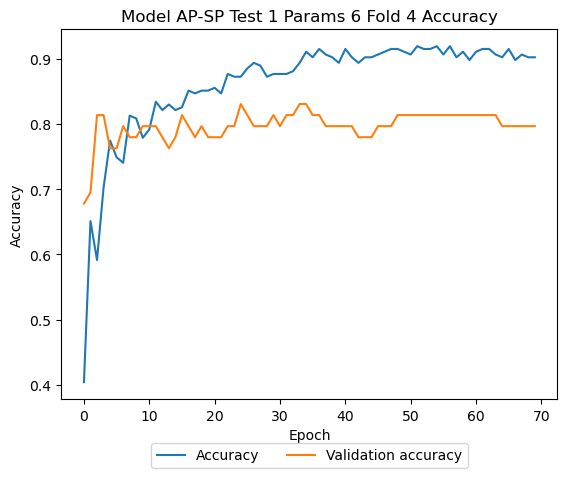 Model AP-SP Test 1 Params 6 Fold 4 Accuracy
0.9
0.8
0.7
0.6
0.5
0.4
Accuracy
0 10 20 30 40 50 60 70
Epoch
Accuracy Validation accuracy